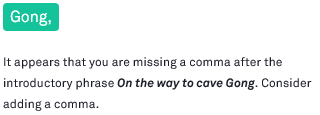 Gong,
It appears that you are missing a comma after the
introductory phrase On the way to cave Gong. Consider
adding a comma.